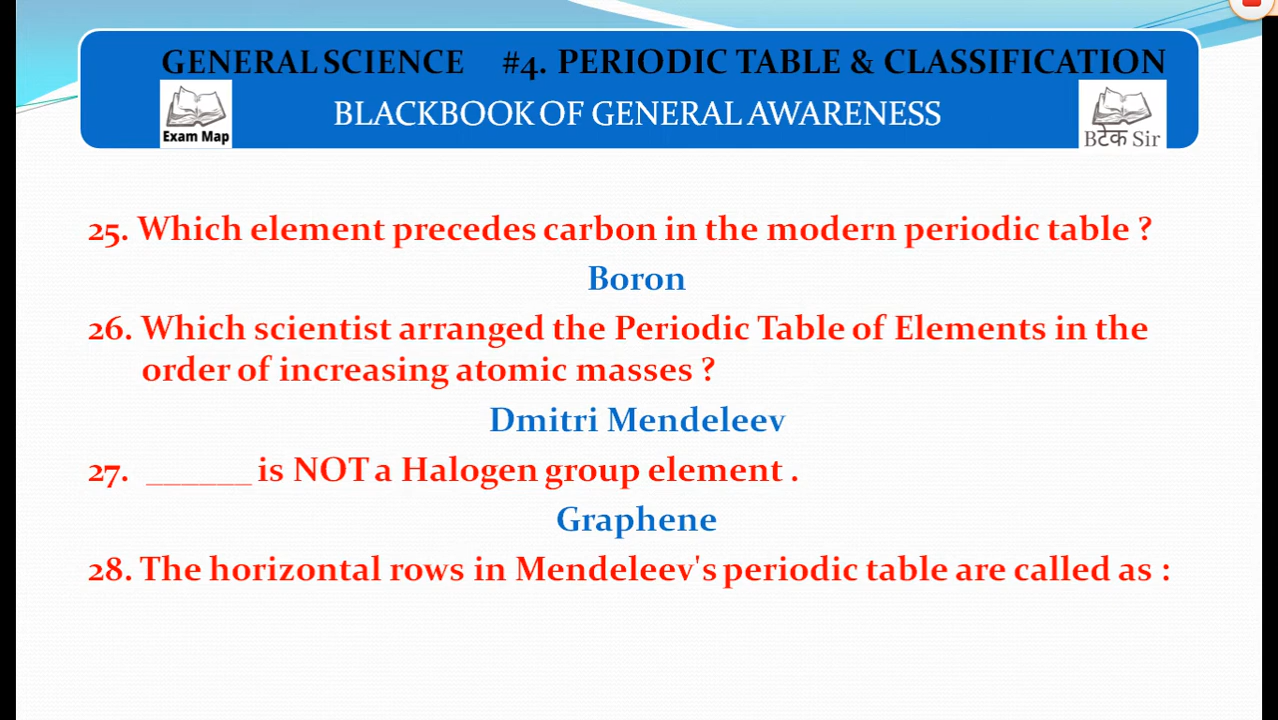 GENERAL SCIENCE #4. PERIODIC TABLE & CLASSIFICATION
BLACKBOOK OF GENERAL AWARENESS
Exam Map
Bटेक Sir
25. Which element precedes carbon in the modern periodic table ?
Boron
26. Which scientist arranged the Periodic Table of Elements in the
order of increasing atomic masses ?
Dmitri Mendeleev
27. ______ is NOT a Halogen group element .
Graphene
28. The horizontal rows in Mendeleev's periodic table are called as :